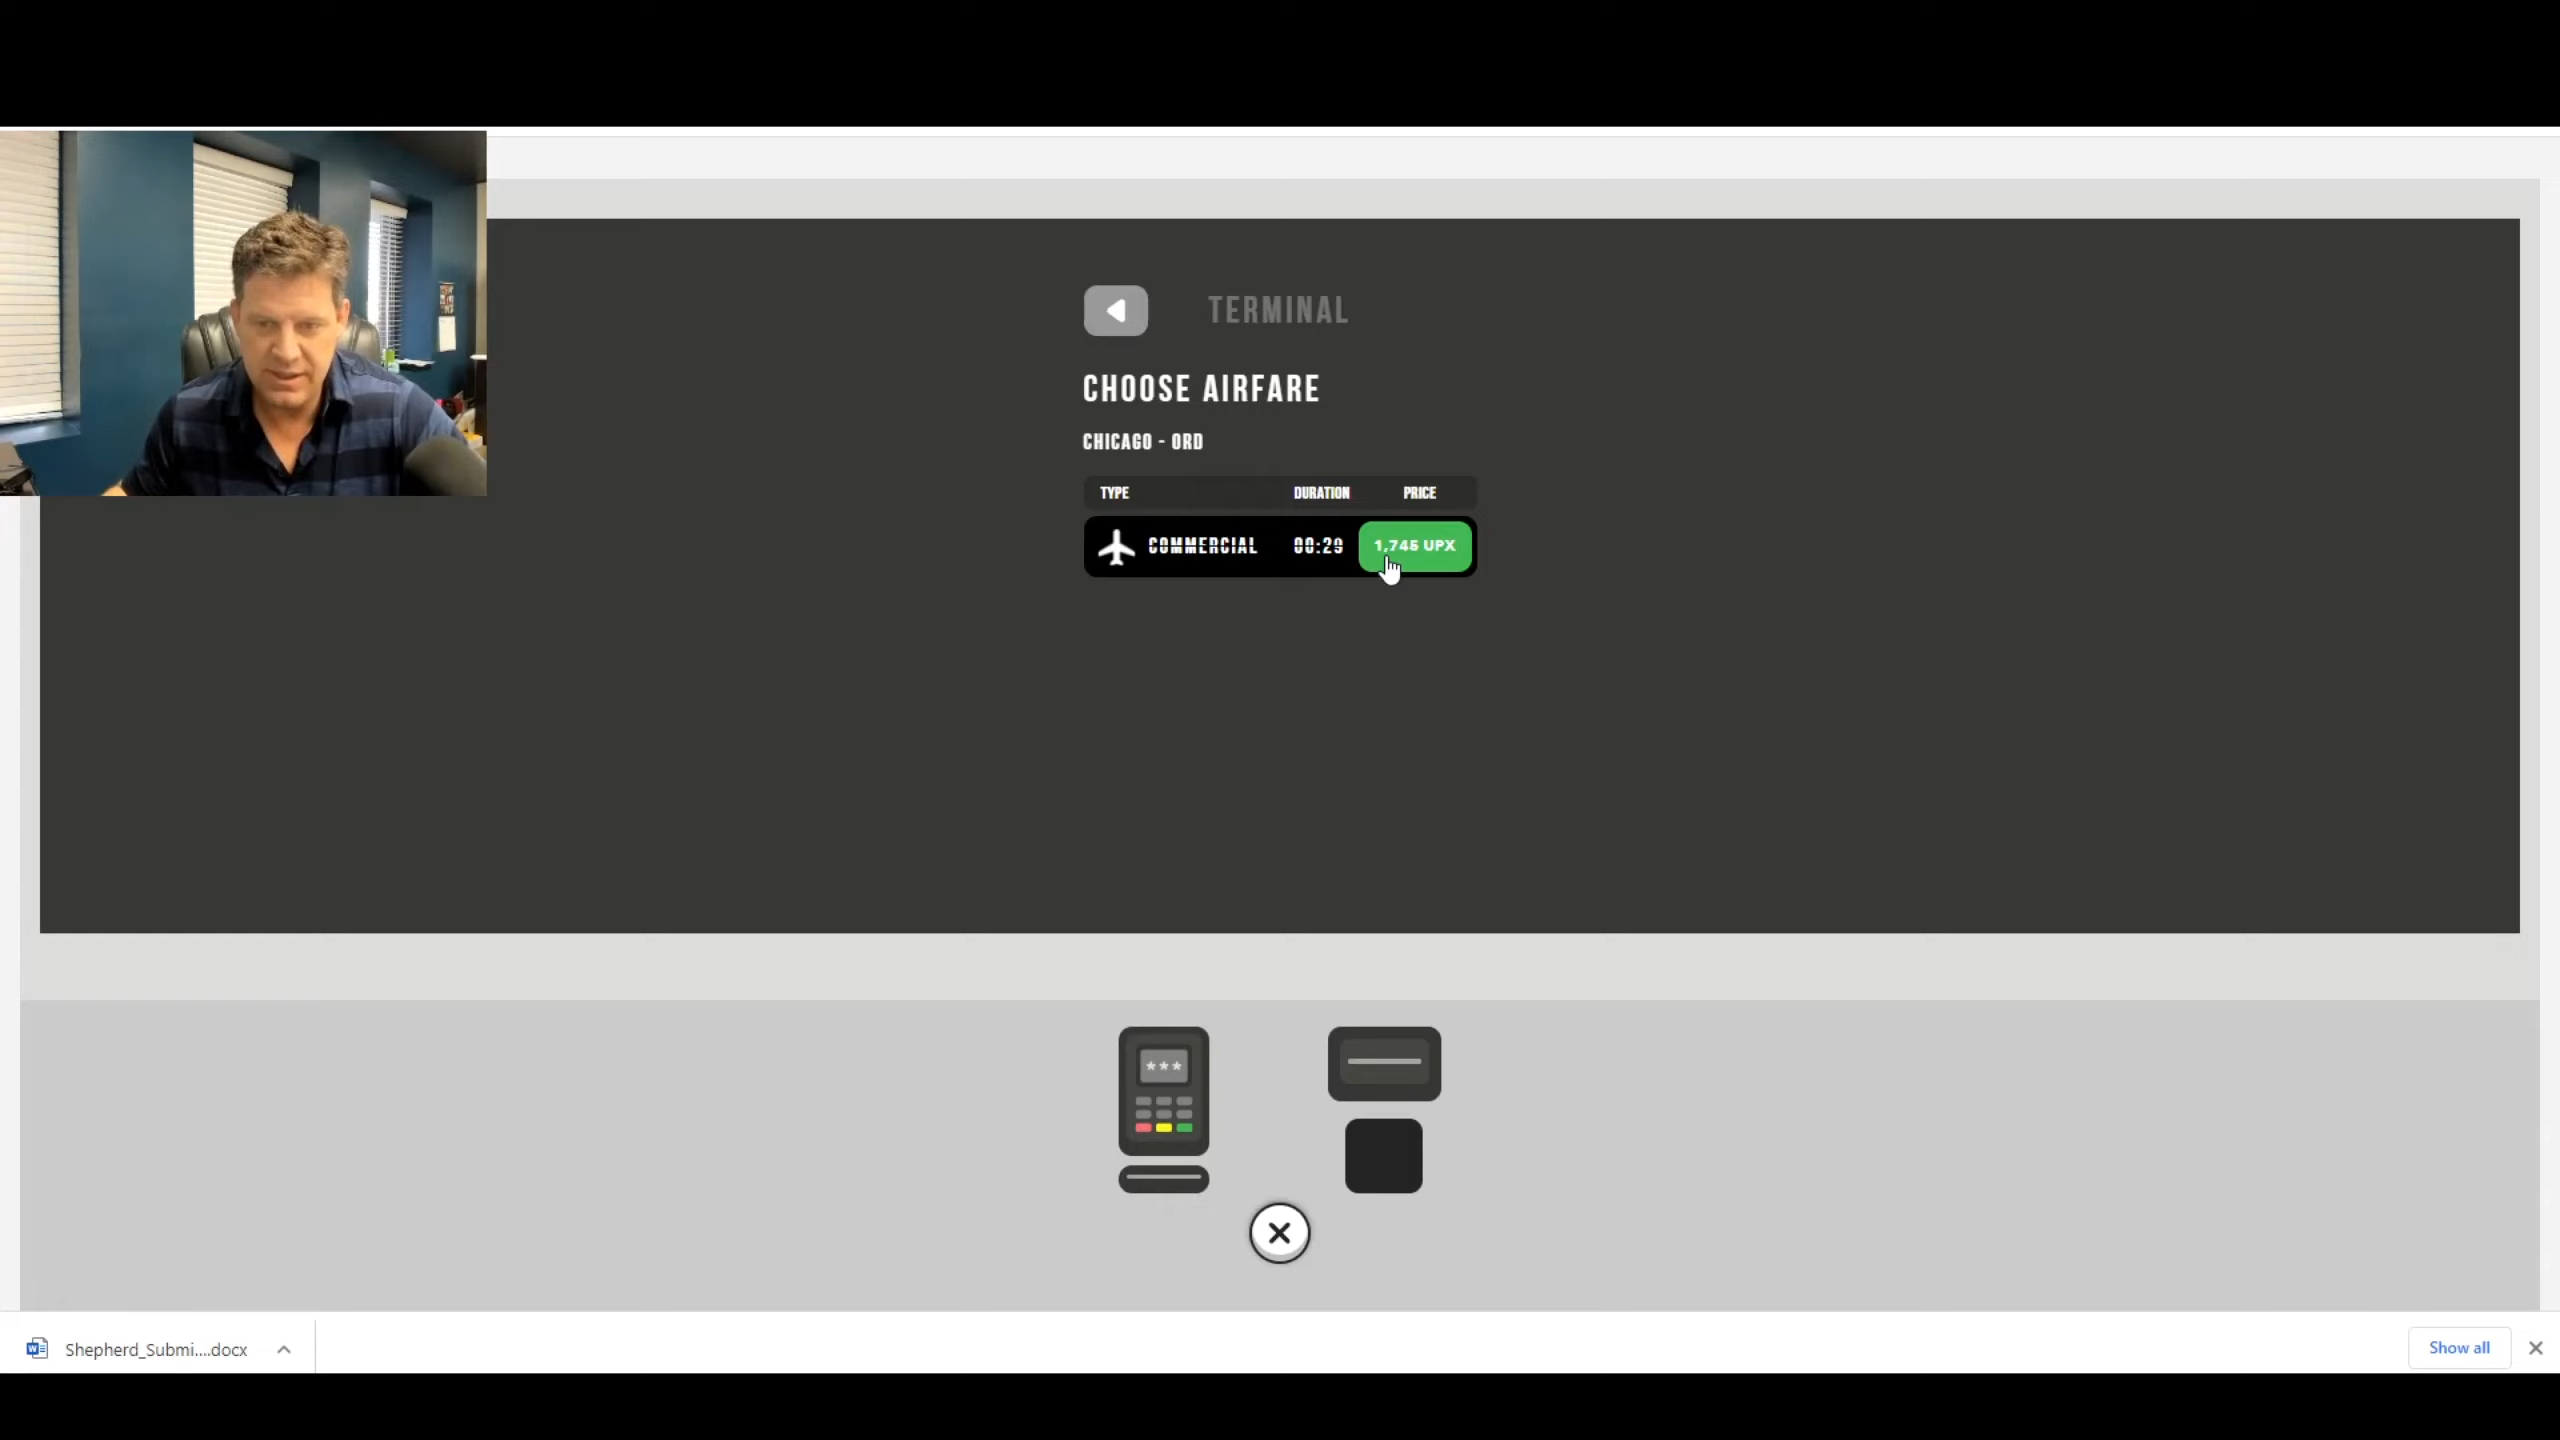 TERMINAL
CHOOSE AIRFARE
CHICAGO - ORD
TYPE DURATION PRICE
COMMERCIAL 00:29 1,745 UPX
***
Shepherd_Submi....docx
Show all